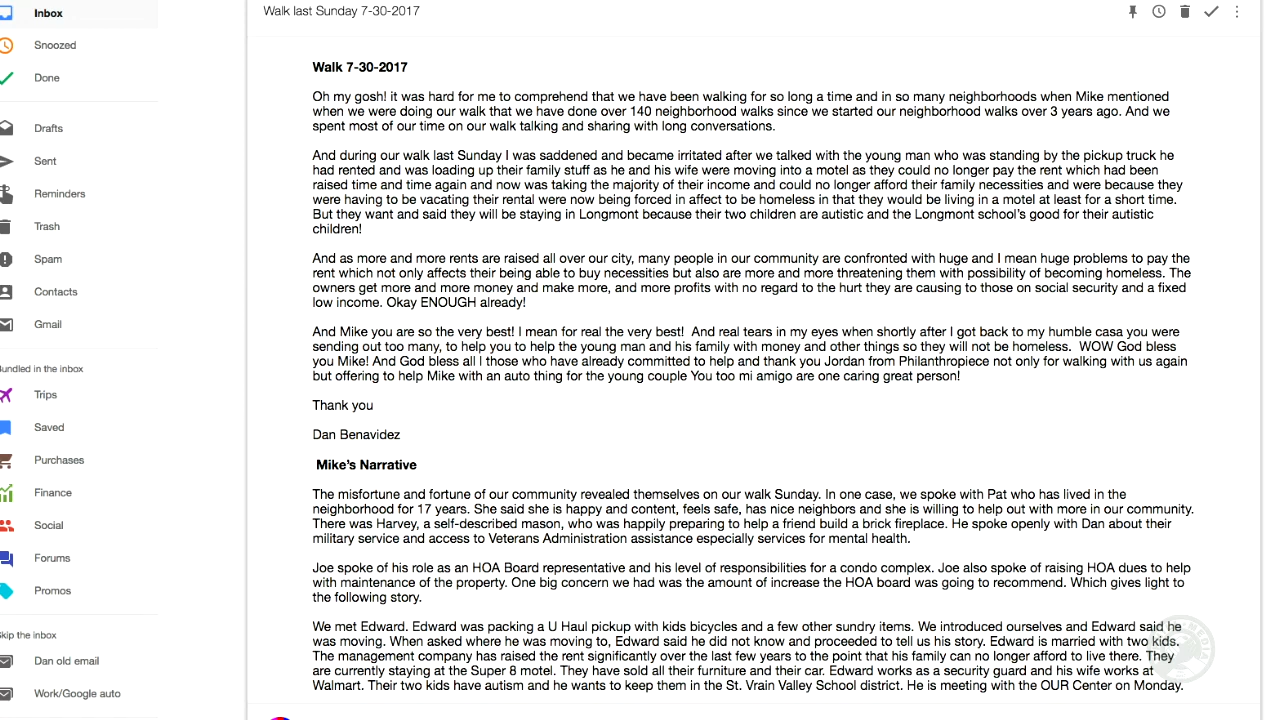 Inbox
Snoozed
Done
Drafts
Sent
Reminders
Trash
Spam
Contacts
Gmail
undled in the inbox
Trips
Saved
Purchases
Finance
Social
Forums
Promos
kip the inbox
Dan old email
Work/Google auto
Walk last Sunday 7-30-2017
Walk 7-30-2017
Oh my gosh! it was hard for me to comprehend that we have been walking for so long a time and in so many neighborhoods when Mike mentioned
when we were doing our walk that we have done over 140 neighborhood walks since we started our neighborhood walks over 3 years ago. And we
spent most of our time on our walk talking and sharing with long conversations.
And during our walk last Sunday I was saddened and became irritated after we talked with the young man who was standing by the pickup truck he
had rented and was loading up their family stuff as he and his wife were moving into a motel as they could no longer pay the rent which had been
raised time and time again and now was taking the majority of their income and could no longer afford their family necessities and were because they
were having to be vacating their rental were now being forced in affect to be homeless in that they would be living in a motel at least for a short time.
But they want and said they will be staying in Longmont because their two children are autistic and the Longmont school's good for their autistic
children!
And as more and more rents are raised all over our city, many people in our community are confronted with huge and I mean huge problems to pay the
rent which not only affects their being able to buy necessities but also are more and more threatening them with possibility of becoming homeless. The
owners get more and more money and make more, and more profits with no regard to the hurt they are causing to those on social security and a fixed
low income. Okay ENOUGH already!
And Mike you are so the very best! I mean for real the very best!  And real tears in my eyes when shortly after I got back to my humble casa you were
sending out too many, to help you to help the young man and his family with money and other things so they will not be homeless.  WOW God bless
you Mike! And God bless all I those who have already committed to help and thank you Jordan from Philanthropiece not only for walking with us again
but offering to help Mike with an auto thing for the young couple You too mi amigo are one caring great person!
Thank you
Dan Benavidez
Mike's Narrative
The misfortune and fortune of our community revealed themselves on our walk Sunday. In one case, we spoke with Pat who has lived in the
neighborhood for 17 years. She said she is happy and content, feels safe, has nice neighbors and she is willing to help out with more in our community.
There was Harvey, a self-described mason, who was happily preparing to help a friend build a brick fireplace. He spoke openly with Dan about their
military service and access to Veterans Administration assistance especially services for mental health.
Joe spoke of his role as an HOA Board representative and his level of responsibilities for a condo complex. Joe also spoke of raising HOA dues to help
with maintenance of the property. One big concern we had was the amount of increase the HOA board was going to recommend. Which gives light to
the following story.
We met Edward. Edward was packing a U Haul pickup with kids bicycles and a few other sundry items. We introduced ourselves and Edward said he
was moving. When asked where he was moving to, Edward said he did not know and proceeded to tell us his story. Edward is married with two kids.
The management company has raised the rent significantly over the last few years to the point that his family can no longer afford to live there. They
are currently staying at the Super 8 motel. They have sold all their furniture and their car. Edward works as a security guard and his wife works at
Walmart. Their two kids have autism and he wants to keep them in the St. Vrain Valley School district. He is meeting with the OUR Center on Monday.